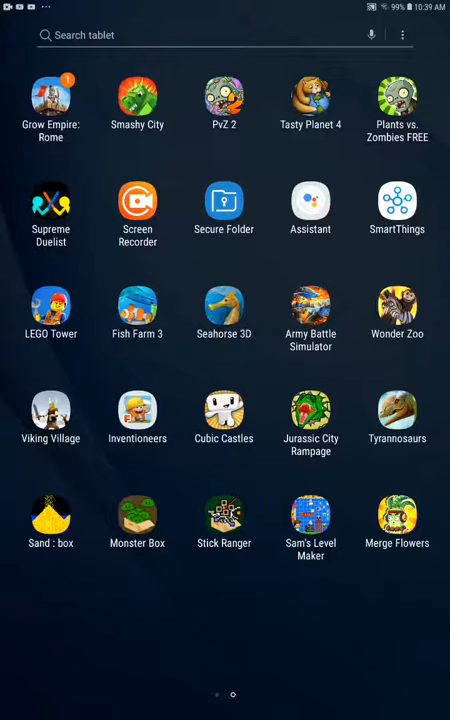 99% 10:39 AM
Search tablet
1
Grow Empire: Rome
Smashy City
PvZ 2
Tasty Planet 4
Plants vs. Zombies FREE
Supreme Duelist
Screen Recorder
Secure Folder
Assistant
SmartThings
LEGO Tower
Fish Farm 3
Seahorse 3D
Army Battle Simulator
Wonder Zoo
Viking Village
Inventioneers
Cubic Castles
Jurassic City Rampage
Tyrannosaurs
Sand : box
Monster Box
Stick Ranger
Sam's Level Maker
Merge Flowers